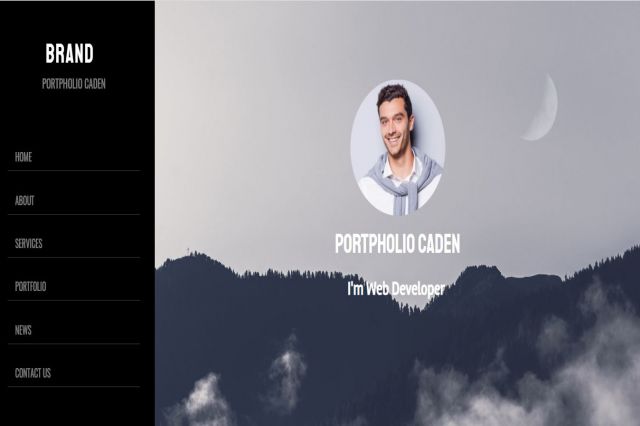 BRAND
PORTPHOLIO CADEN
HOME
ABOUT
SERVICES
PORTFOLIO
NEWS
CONTACT US
PORTPHOLIO CADEN
I'm Web Developer